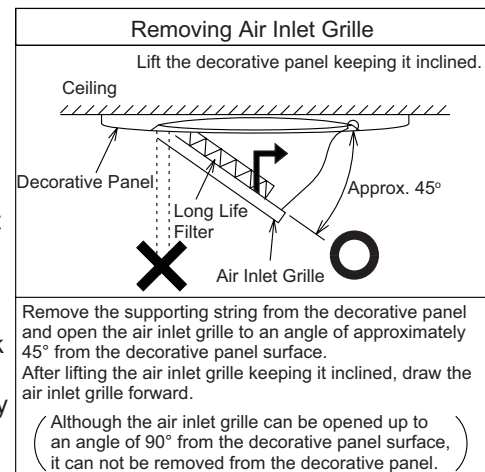 Removing Air Inlet Grille
Lift the decorative panel keeping it inclined.
Ceiling
Decorative Panel
Approx. 45°
Long Life
Filter
Air Inlet Grille
Remove the supporting string from the decorative panel
and open the air inlet grille to an angle of approximately
45° from the decorative panel surface.
After lifting the air inlet grille keeping it inclined, draw the
air inlet grille forward.
(Although the air inlet grille can be opened up to
an angle of 90° from the decorative panel surface,
it can not be removed from the decorative panel.)